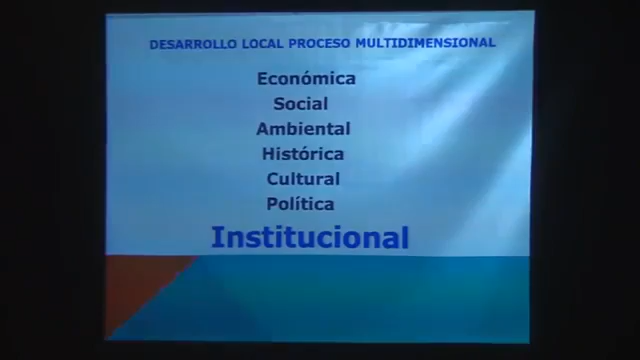 DESARROLLO LOCAL PROCESO MULTIDIMENSIONAL
Económica
Social
Ambiental
Histórica
Cultural
Política
Institucional